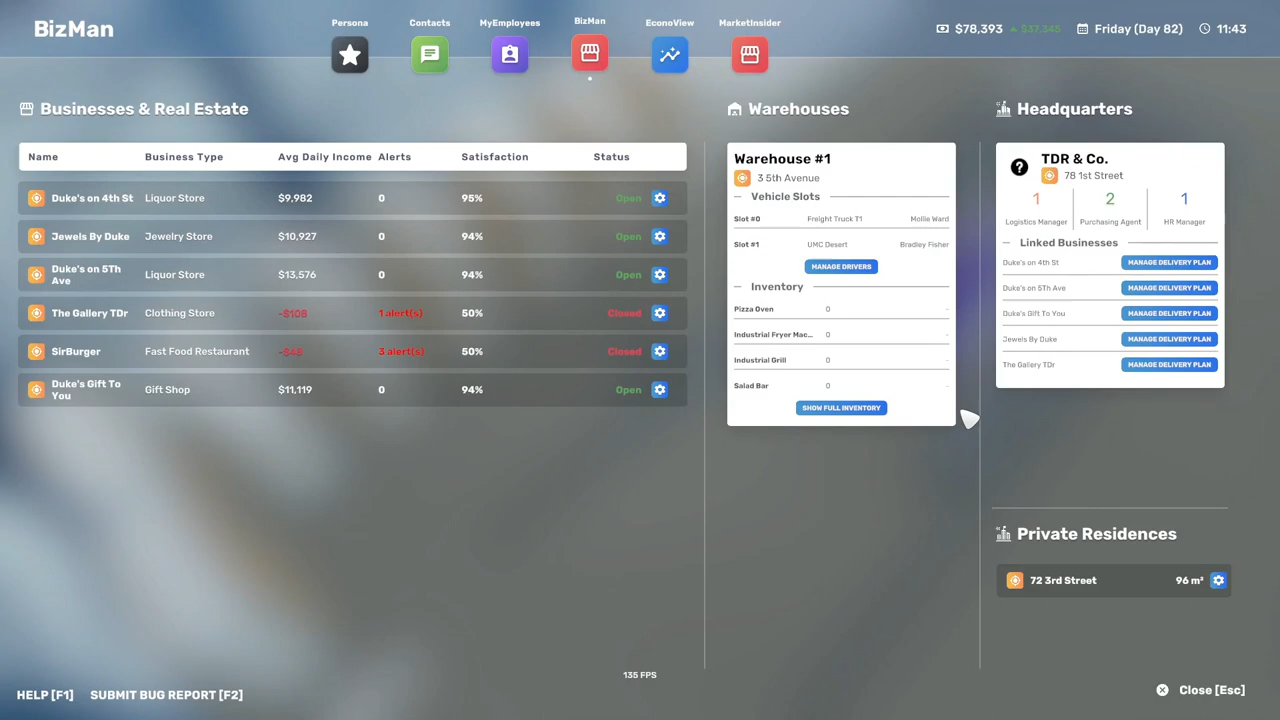 BizMan
Persona
Contacts
MyEmployees
BizMan
EconoView
MarketInsider
$78,393 ▲ $37,345
Friday (Day 82)
11:43
Businesses & Real Estate
Name Business Type Avg Daily Income Alerts Satisfaction Status
Duke's on 4th St Liquor Store $9,982 0 95% Open
Jewels By Duke Jewelry Store $10,927 0 94% Open
Duke's on 5Th
Ave Liquor Store $13,576 0 94% Open
The Gallery TDr Clothing Store -$108 1 alert(s) 50% Closed
SirBurger Fast Food Restaurant -$48 3 alert(s) 50% Closed
Duke's Gift To
You Gift Shop $11,119 0 94% Open
Warehouses
Warehouse #1
3 5th Avenue
Vehicle Slots
Slot #0 Freight Truck T1 Mollie Ward
Slot #1 UMC Desert Bradley Fisher
MANAGE DRIVERS
Inventory
Pizza Oven 0 -
Industrial Fryer Mac... 0 -
Industrial Grill 0 -
Salad Bar 0 -
SHOW FULL INVENTORY
Headquarters
?
TDR & Co.
78 1st Street
1 2 1
Logistics Manager Purchasing Agent HR Manager
Linked Businesses
Duke's on 4th St MANAGE DELIVERY PLAN
Duke's on 5Th Ave MANAGE DELIVERY PLAN
Duke's Gift To You MANAGE DELIVERY PLAN
Jewels By Duke MANAGE DELIVERY PLAN
The Gallery TDr MANAGE DELIVERY PLAN
Private Residences
72 3rd Street 96 m²
135 FPS
HELP [F1] SUBMIT BUG REPORT [F2]
Close [Esc]